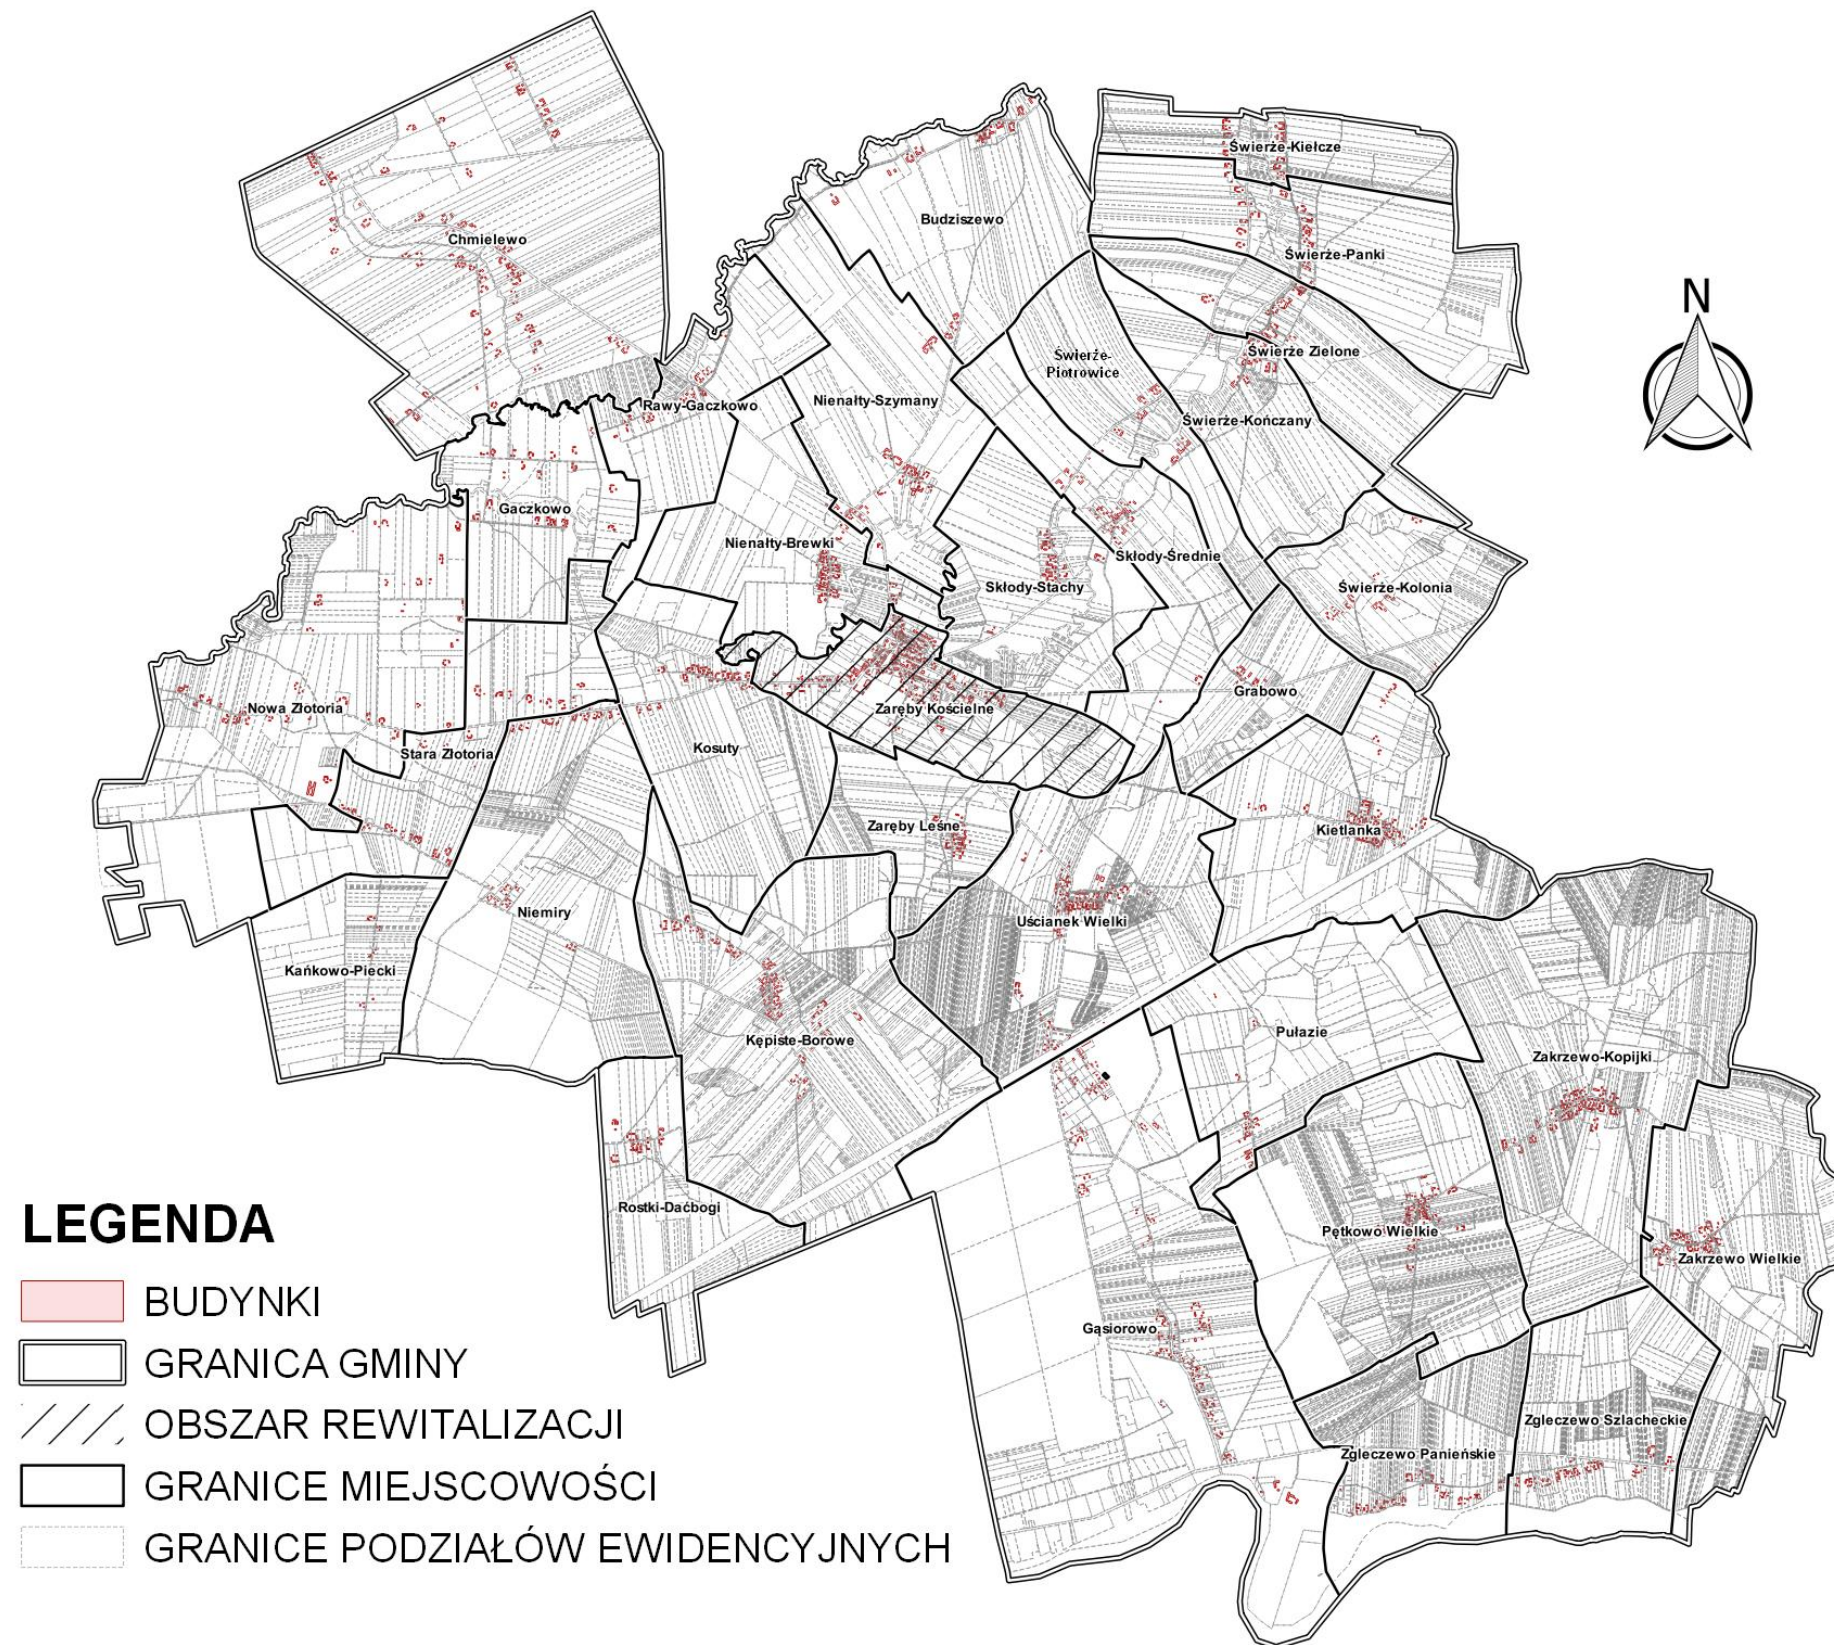 Świerże-Kiełcze
Budziszewo
Chmielewo
Świerże-Panki
N
Świerże Zielone
Świerże-
Piotrowice
Nienałty-Szymany
Rawy-Gaczkowo
Świerże-Kończany
Gaczkowo
Nienałty-Brewki
Skłody-Średnie
Skłody-Stachy
Świerże-Kolonia
Grabowo
Nowa Złotoria
Zaręby Kościelne
Kosuty
Stara Złotoria
Zaręby Leśne
Kietlanka
Niemiry
Uścianek Wielki
Kańkowo-Piecki
Pułazie
Kępiste-Borowe
Zakrzewo-Kopijki
Rostki-Daćbogi
Pętkowo Wielkie
Zakrzewo Wielkie
Gąsiorowo
Zgleczewo Szlacheckie
Zgleczewo Panieńskie
LEGENDA
BUDYNKI
GRANICA GMINY
OBSZAR REWITALIZACJI
GRANICE MIEJSCOWOŚCI
GRANICE PODZIAŁÓW EWIDENCYJNYCH